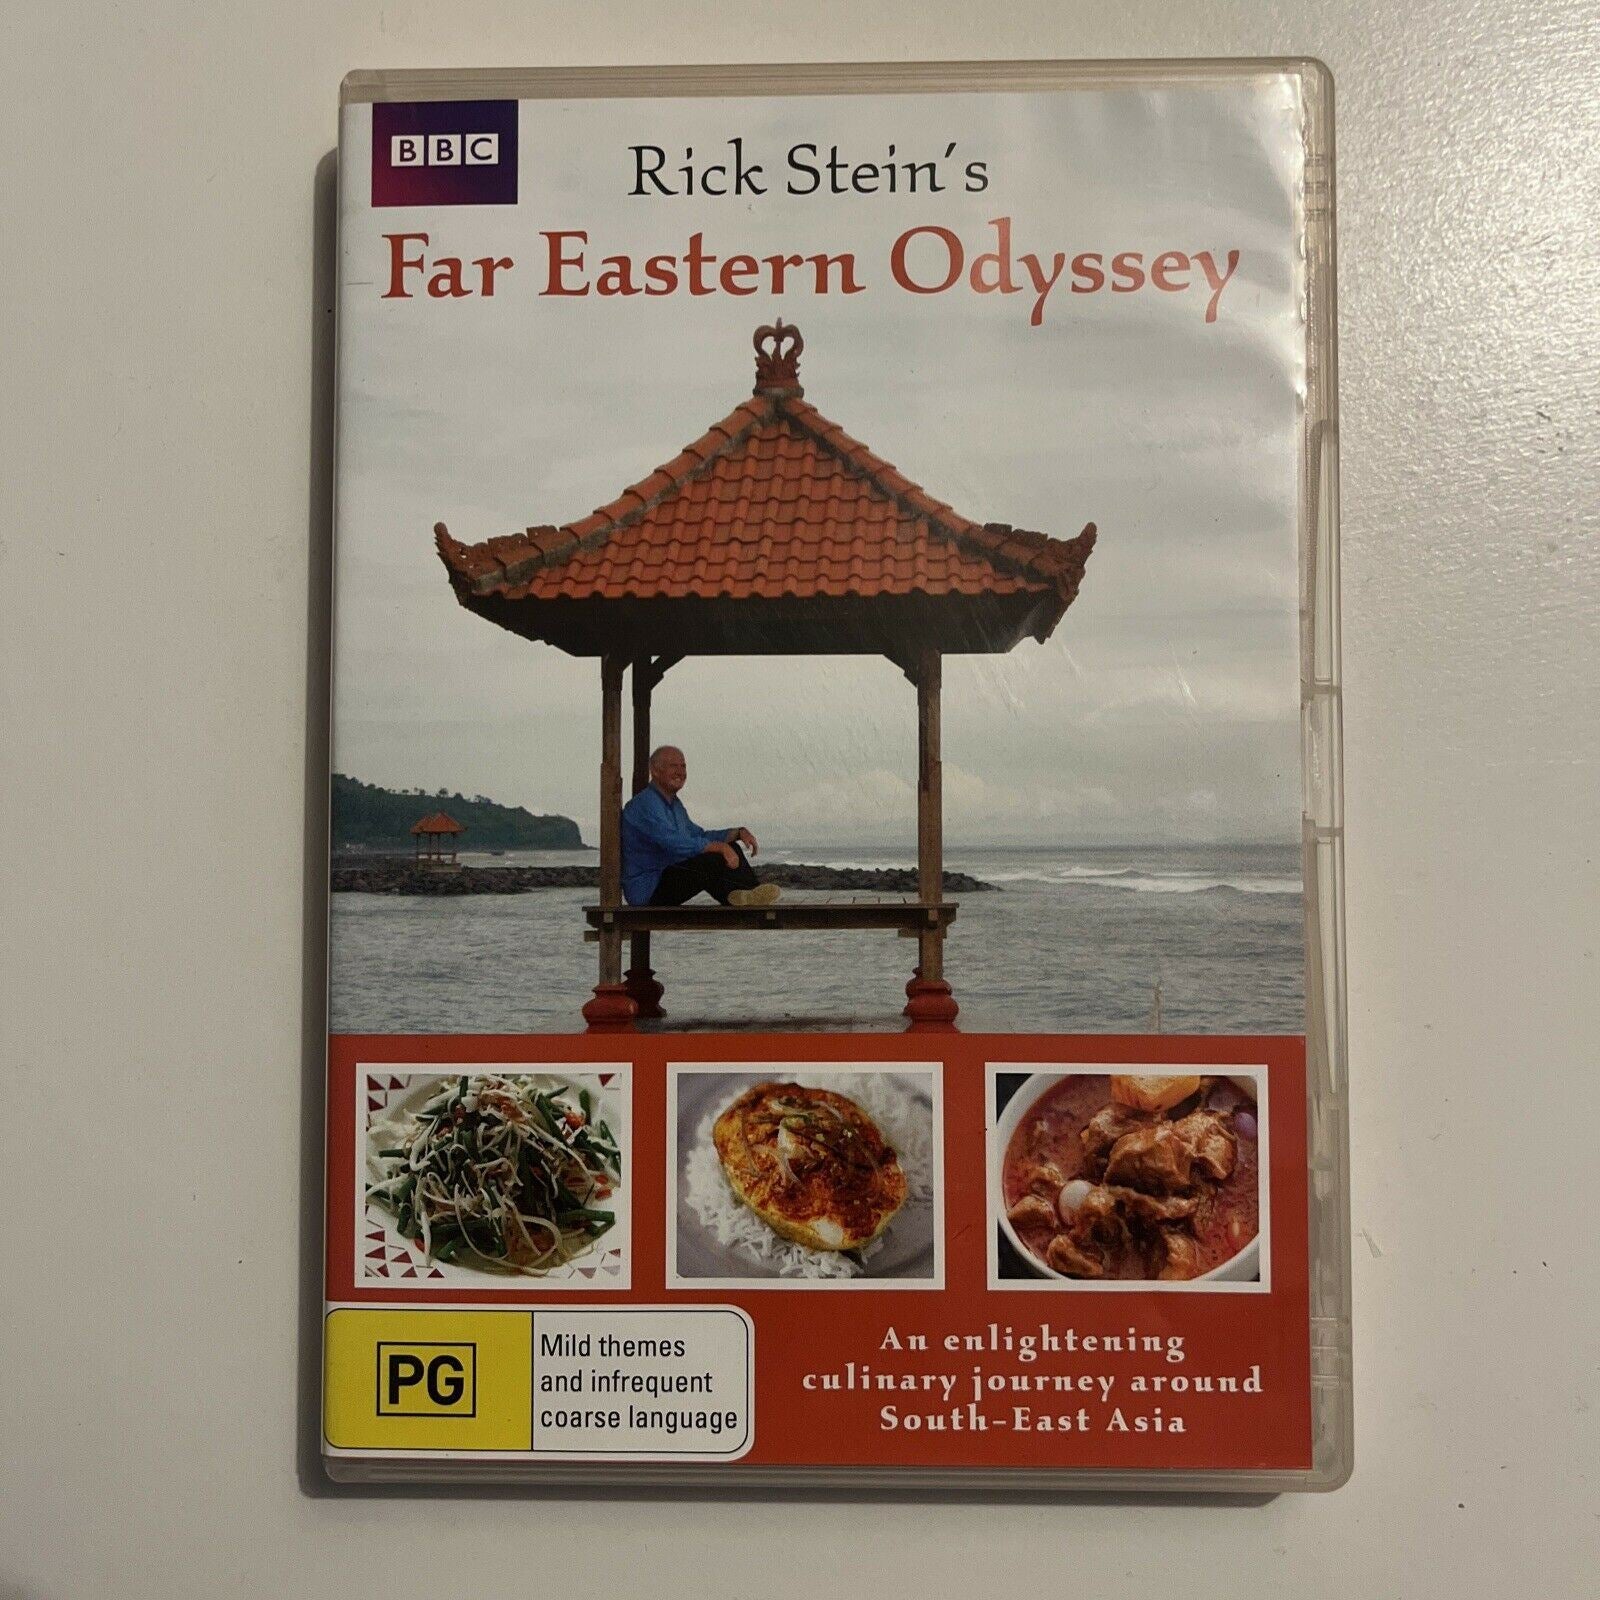 BBC
Rick Stein's
Far Eastern Odyssey
PG
Mild themes
and infrequent
coarse language
An enlightening
culinary journey around
South-East Asia